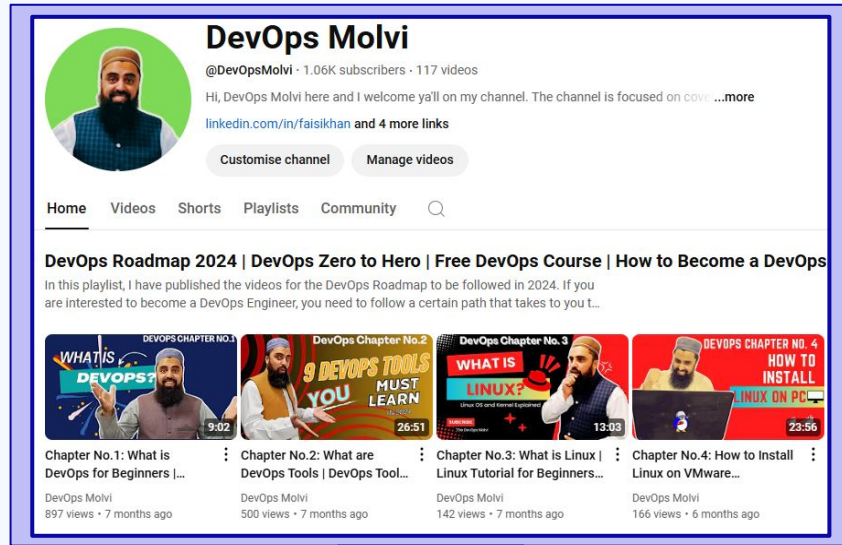 DevOps Molvi
@DevOpsMolvi · 1.06K subscribers · 117 videos
Hi, DevOps Molvi here and I welcome ya'll on my channel. The channel is focused on cove ...more
linkedin.com/in/faisikhan and 4 more links
Customise channel Manage videos
Home Videos Shorts Playlists Community
DevOps Roadmap 2024 | DevOps Zero to Hero | Free DevOps Course | How to Become a DevOps
In this playlist, I have published the videos for the DevOps Roadmap to be followed in 2024. If you
are interested to become a DevOps Engineer, you need to follow a certain path that takes to you t...
DEVOPS CHAPTER NO.1
WHAT IS
DEVOPS?
9:02
DevOps Chapter No.2
9 DEVOPS TOOLS
YOU MUST
LEARN
26:51
DevOps Chapter No. 3
WHAT IS
LINUX?
Linux OS and Kernel Explained
SUBSCRIBE
The DevOps Molvi
13:03
DEVOPS CHAPTER NO. 4
HOW TO
INSTALL
LINUX ON PC
23:56
Chapter No.1: What is
DevOps for Beginners |...
DevOps Molvi
897 views • 7 months ago
Chapter No.2: What are
DevOps Tools | DevOps Tool...
DevOps Molvi
500 views • 7 months ago
Chapter No.3: What is Linux |
Linux Tutorial for Beginners...
DevOps Molvi
142 views • 7 months ago
Chapter No.4: How to Install
Linux on VMware...
DevOps Molvi
166 views • 6 months ago